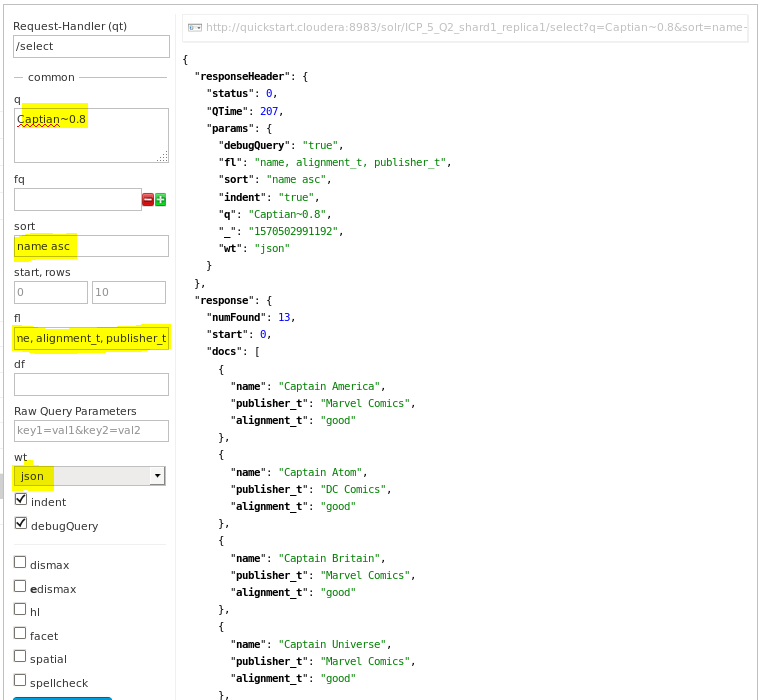 Request-Handler (qt)
/select
common
q
Captian~0.8
fq
sort
name asc
start, rows
0
10
fl
me, alignment_t, publisher_t
df
Raw Query Parameters
key1=val1&key2=val2
wt
json
indent
debugQuery
dismax
edismax
hl
facet
spatial
spellcheck
http://quickstart.cloudera:8983/solr/ICP_5_Q2_shard1_replica1/select?q=Captian~0.8&sort=name-
{
"responseHeader": {
"status": 0,
"QTime": 207,
"params": {
"debugQuery": "true",
"fl": "name, alignment_t, publisher_t",
"sort": "name asc",
"indent": "true",
"q": "Captian~0.8",
"_": "1570502991192",
"wt": "json"
}
},
"response": {
"numFound": 13,
"start": 0,
"docs": [
{
"name": "Captain America",
"publisher_t": "Marvel Comics",
"alignment_t": "good"
},
{
"name": "Captain Atom",
"publisher_t": "DC Comics",
"alignment_t": "good"
},
{
"name": "Captain Britain",
"publisher_t": "Marvel Comics",
"alignment_t": "good"
},
{
"name": "Captain Universe",
"publisher_t": "Marvel Comics",
"alignment_t": "good"
},